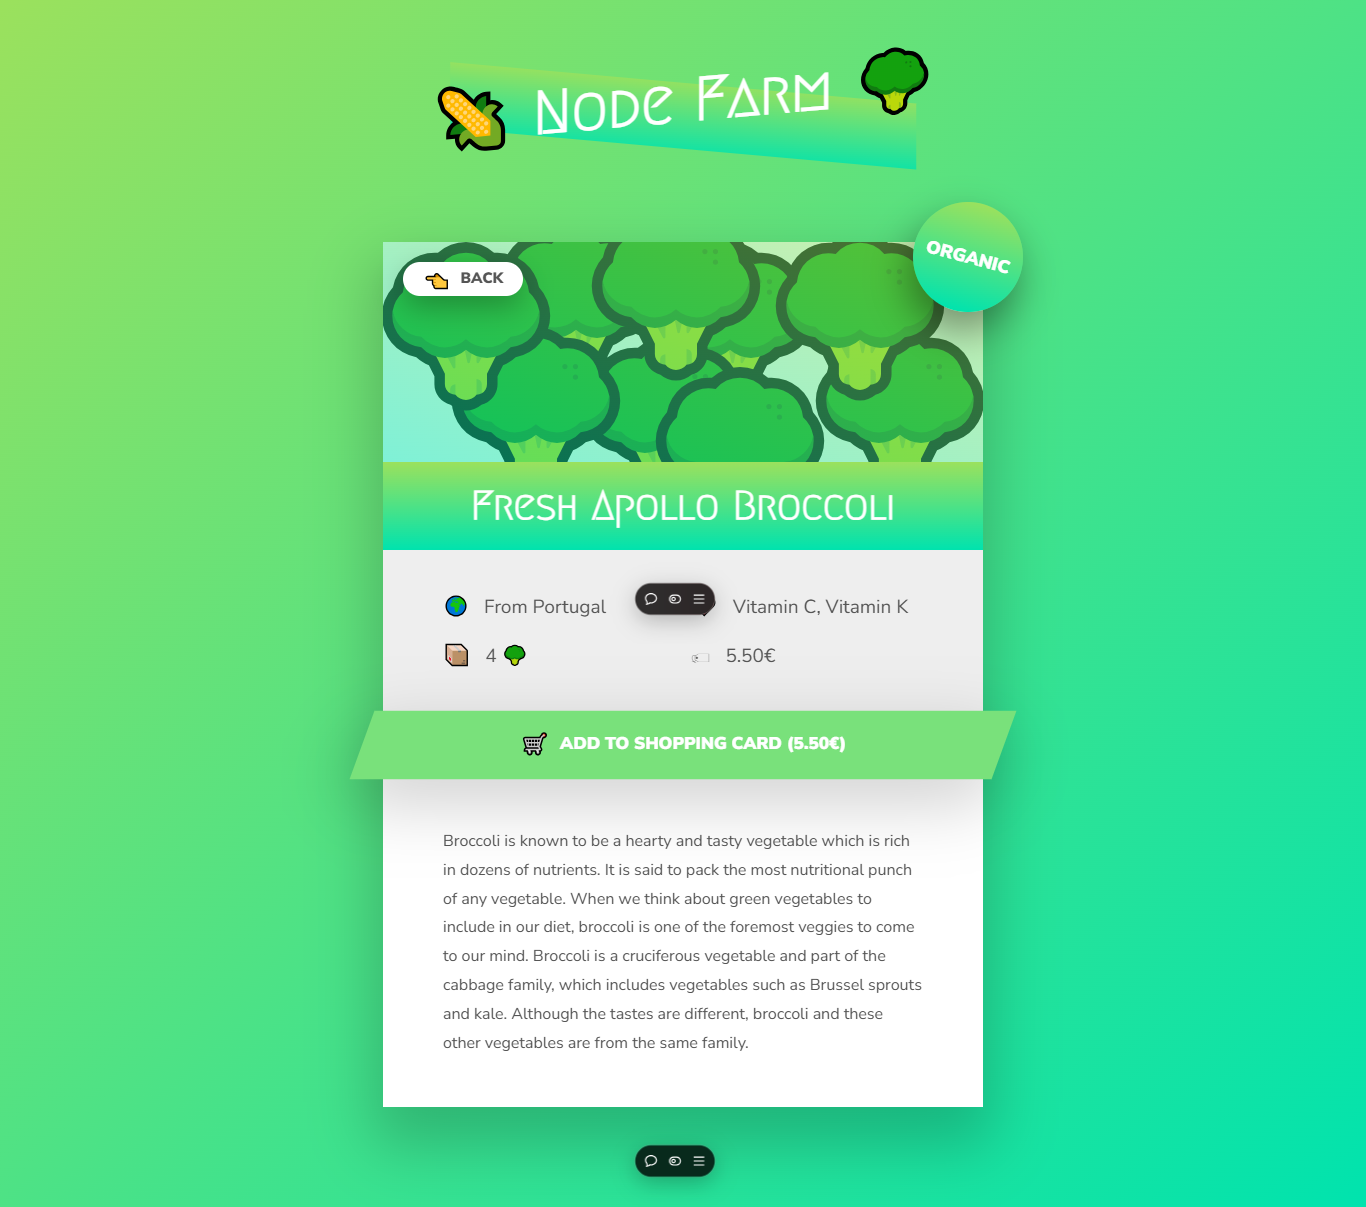 Node Farm
ORGANIC
BACK
Fresh Apollo Broccoli
From Portugal
Vitamin C, Vitamin K
4
5.50€
ADD TO SHOPPING CARD (5.50€)
Broccoli is known to be a hearty and tasty vegetable which is rich
in dozens of nutrients. It is said to pack the most nutritional punch
of any vegetable. When we think about green vegetables to
include in our diet, broccoli is one of the foremost veggies to come
to our mind. Broccoli is a cruciferous vegetable and part of the
cabbage family, which includes vegetables such as Brussel sprouts
and kale. Although the tastes are different, broccoli and these
other vegetables are from the same family.